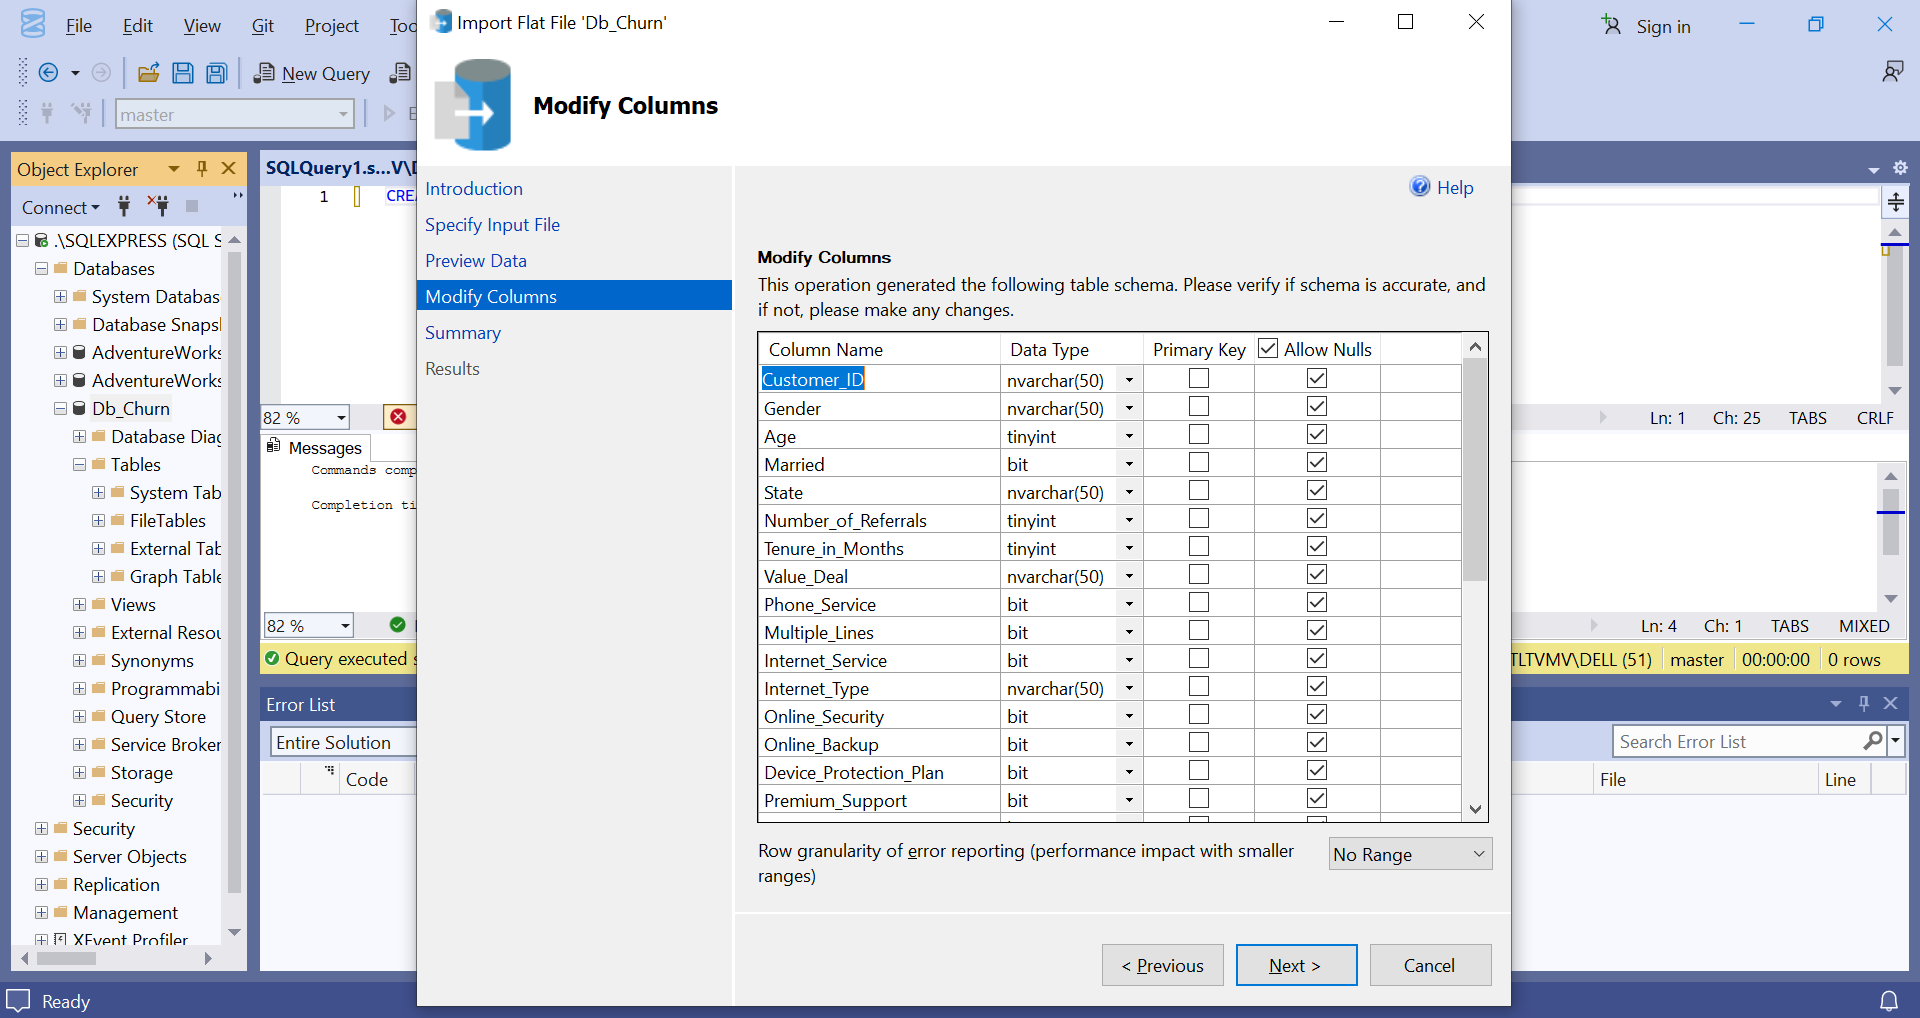 File Edit View Git Project Too
Sign in
New Query
master
Object Explorer
Connect
.\SQLEXPRESS (SQL S
Databases
System Databas
Database Snaps
AdventureWorks
AdventureWorks
Db_Churn
Database Diag
Tables
System Tab
FileTables
External Tab
Graph Table
Views
External Resou
Synonyms
Programmabi
Query Store
Service Broker
Storage
Security
Security
Server Objects
Replication
Management
XEvent Profiler
SQLQuery1.s...V\D
1 CREA
82 %
Messages
Commands comp
Completion ti
82 %
Query executed s
Error List
Entire Solution
Code
Import Flat File 'Db_Churn'
Modify Columns
Introduction
Specify Input File
Preview Data
Modify Columns
Summary
Results
Help
Modify Columns
This operation generated the following table schema. Please verify if schema is accurate, and
if not, please make any changes.
Column Name Data Type Primary Key Allow Nulls
Customer_ID nvarchar(50)
Gender nvarchar(50)
Age tinyint
Married bit
State nvarchar(50)
Number_of_Referrals tinyint
Tenure_in_Months tinyint
Value_Deal nvarchar(50)
Phone_Service bit
Multiple_Lines bit
Internet_Service bit
Internet_Type nvarchar(50)
Online_Security bit
Online_Backup bit
Device_Protection_Plan bit
Premium_Support bit
Row granularity of error reporting (performance impact with smaller
ranges)
No Range
< Previous Next > Cancel
Ln: 1 Ch: 25 TABS CRLF
Ln: 4 Ch: 1 TABS MIXED
TLTVMV\DELL (51) master 00:00:00 0 rows
Search Error List
File Line
Ready